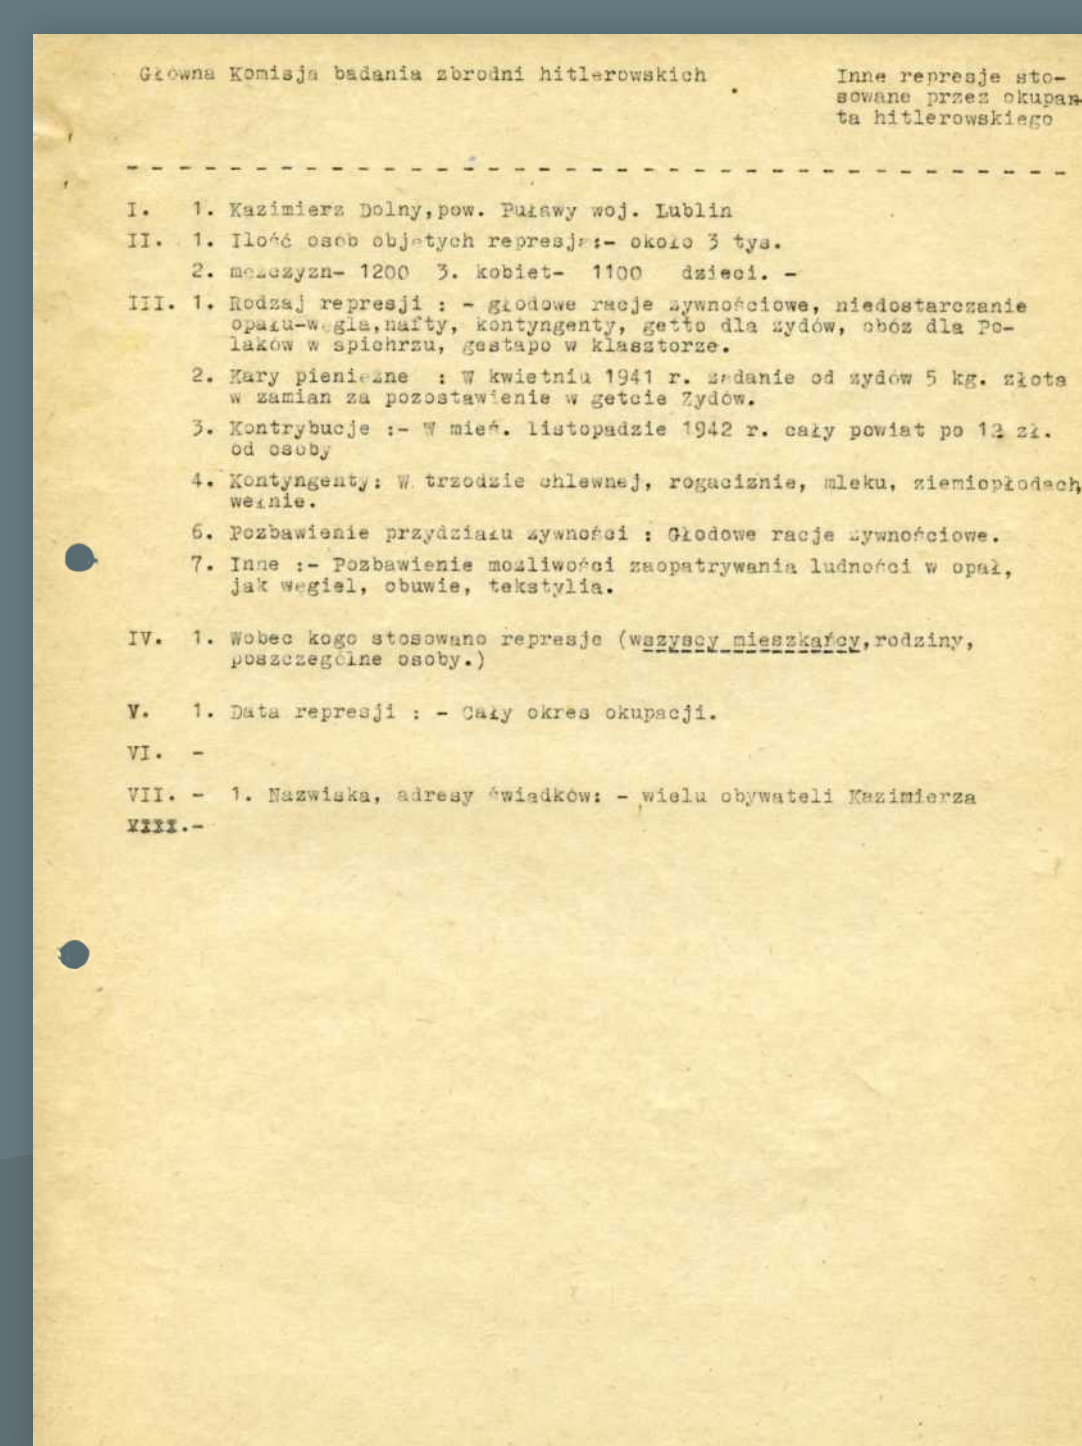 Główna Komisja badania zbrodni hitlerowskich
Inne represje sto-
sowane przez okupan-
ta hitlerowskiego
I. 1. Kazimierz Dolny,pow. Puławy woj. Lublin
II. 1. Ilość osób objętych represją:- około 3 tys.
2. mężczyzn- 1200 3. kobiet- 1100 dzieci. -
III. 1. Rodzaj represji : - głodowe racje żywnościowe, niedostarczanie
opału-węgla,nafty, kontyngenty, getto dla żydów, obóz dla Po-
laków w spichrzu, gestapo w klasztorze.
2. Kary pieniężne : W kwietniu 1941 r. żądanie od żydów 5 kg. złota
w zamian za pozostawienie w getcie Żydów.
3. Kontrybucje :- W mieś. listopadzie 1942 r. cały powiat po 12 zł.
od osoby
4. Kontyngenty: W trzodzie chlewnej, rogaciźnie, mleku, ziemiopłodach,
wełnie.
6. Pozbawienie przydziału żywności : Głodowe racje żywnościowe.
7. Inne :- Pozbawienie możliwości zaopatrywania ludności w opał,
jak węgiel, obuwie, tekstylia.
IV. 1. Wobec kogo stosowano represje (wszyscy mieszkańcy,rodziny,
poszczególne osoby.)
V. 1. Data represji : - Cały okres okupacji.
VI. -
VII. - 1. Nazwiska, adresy świadków: - wielu obywateli Kazimierza
VIII.-